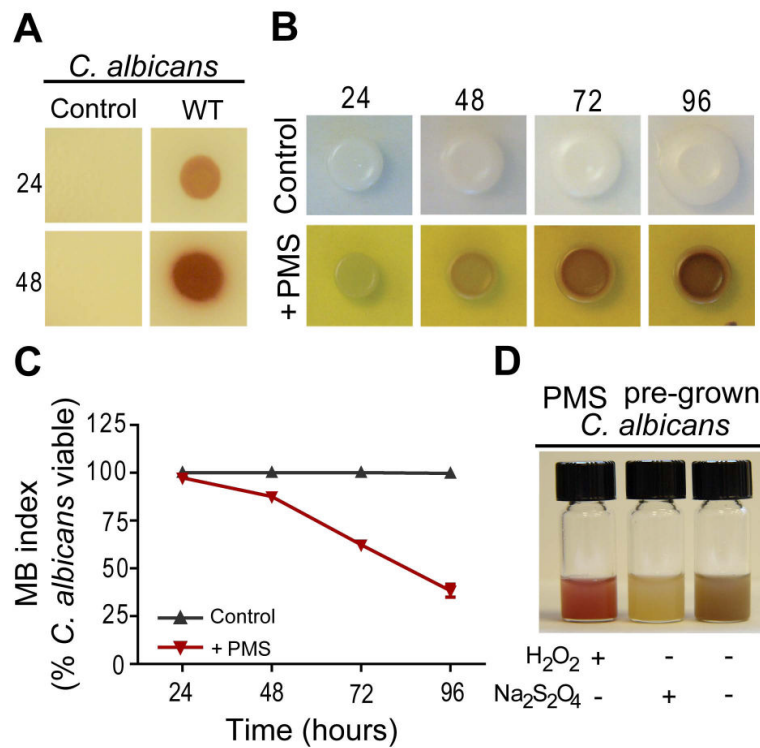 A
C. albicans
Control WT
24
48
B
24 48 72 96
Control
+ PMS
C
125
100
75
50
25
0
MB index
(% C. albicans viable)
Control
+ PMS
24 48 72 96
Time (hours)
D
PMS pre-grown
C. albicans
H₂O₂ + - -
Na₂S₂O₄ - + -